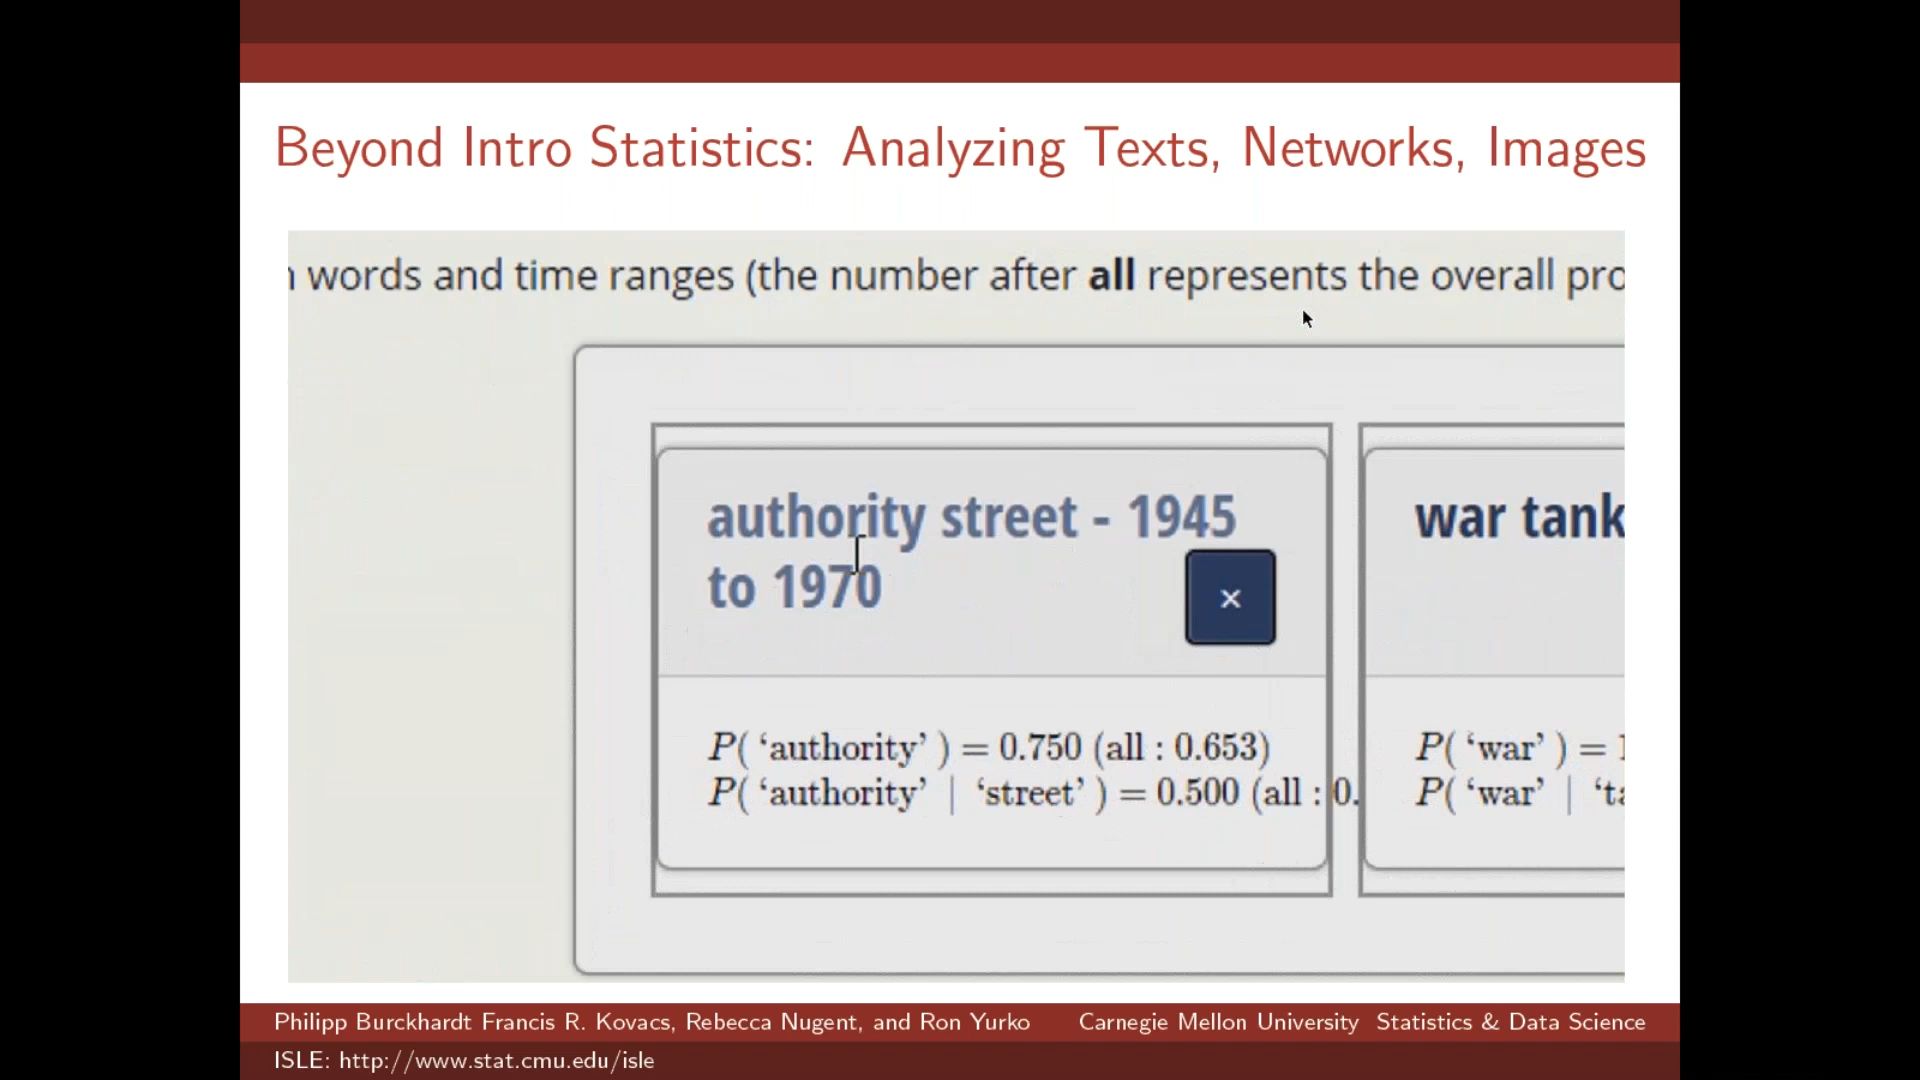 Beyond Intro Statistics: Analyzing Texts, Networks, Images
words and time ranges (the number after all represents the overall
authority street - 1945
to 1970
×
P( ‘authority’ ) = 0.750 (all : 0.653)
P( ‘authority’ | ‘street’ ) = 0.500 (all : 0.
war tank
P( ‘war’ ) =
P( ‘war’ |
Philipp Burckhardt Francis R. Kovacs, Rebecca Nugent, and Ron Yurko Carnegie Mellon University Statistics & Data Science
ISLE: http://www.stat.cmu.edu/isle